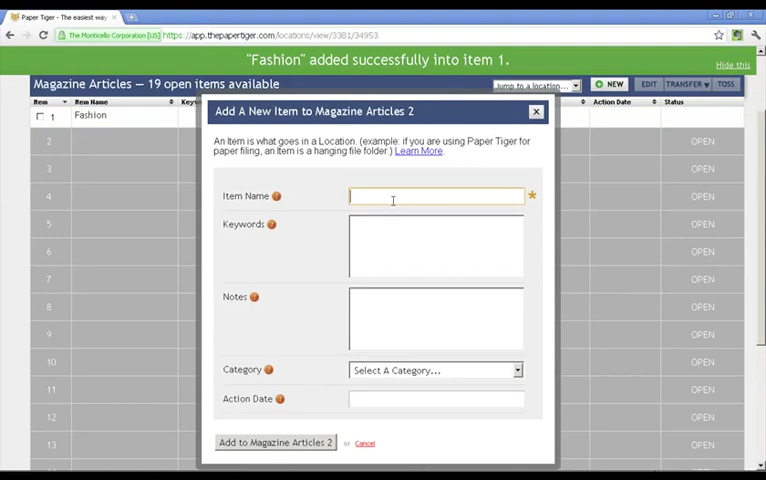 Paper Tiger - The easiest way
The Monticello Corporation [US]
https://app.thepapertiger.com/locations/view/3381/34953
"Fashion" added successfully into item 1.
Hide this
Magazine Articles – 19 open items available
Jump to a location...
NEW
EDIT
TRANSFER
TOSS
Item
Item Name
Action Date
Status
1
Fashion
OPEN
2
OPEN
3
OPEN
4
OPEN
5
OPEN
6
OPEN
7
OPEN
8
OPEN
9
OPEN
10
OPEN
11
OPEN
12
OPEN
13
OPEN
Add A New Item to Magazine Articles 2
An Item is what goes in a Location. (example: if you are using Paper Tiger for
paper filing, an Item is a hanging file folder.) Learn More.
Item Name
Keywords
Notes
Category
Select A Category...
Action Date
Add to Magazine Articles 2
or
Cancel